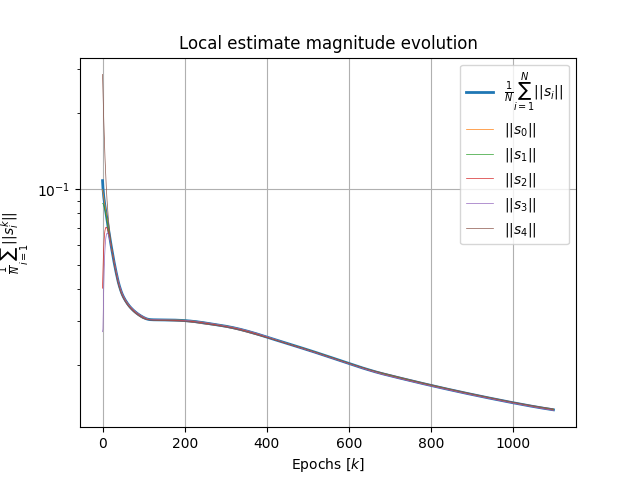 Local estimate magnitude evolution
1/N ∑_{i=1}^{N} ||s_i||
||s_0||
||s_1||
||s_2||
||s_3||
||s_4||
10^{-1}
1/N ∑_{i=1} ||s_i^k||
0 200 400 600 800 1000
Epochs [k]